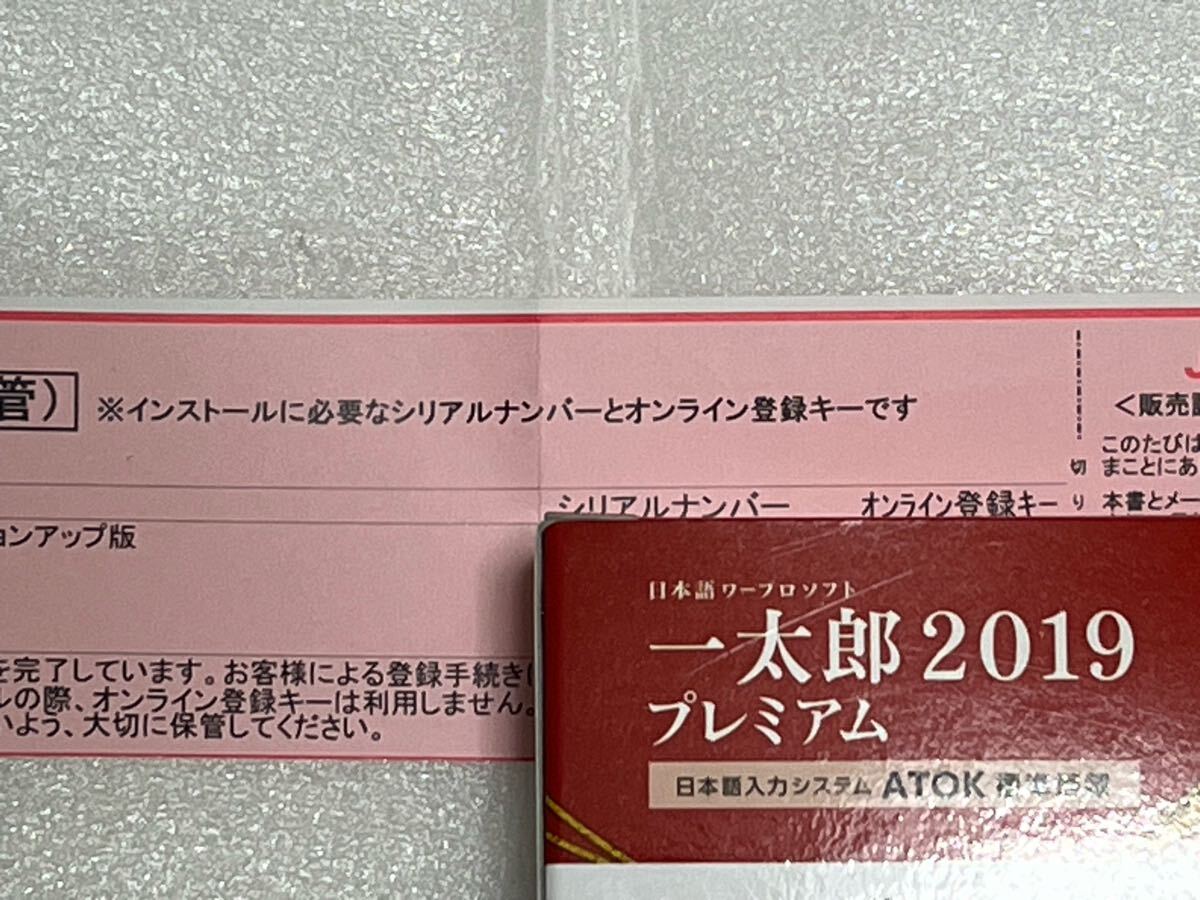 管)
※インストールに必要なシリアルナンバーとオンライン登録キーです
シリアルナンバー
オンライン登録キー
ョンアップ版
を完了しています。お客様による登録手続き
ルの際、オンライン登録キーは利用しません。
いよう、大切に保管してください。
切
り
J
<販売
このたびは
まことにあ
本書とメー
日本語ワープロソフト
一太郎2019
プレミアム
日本語入力システム ATOK 標準搭載